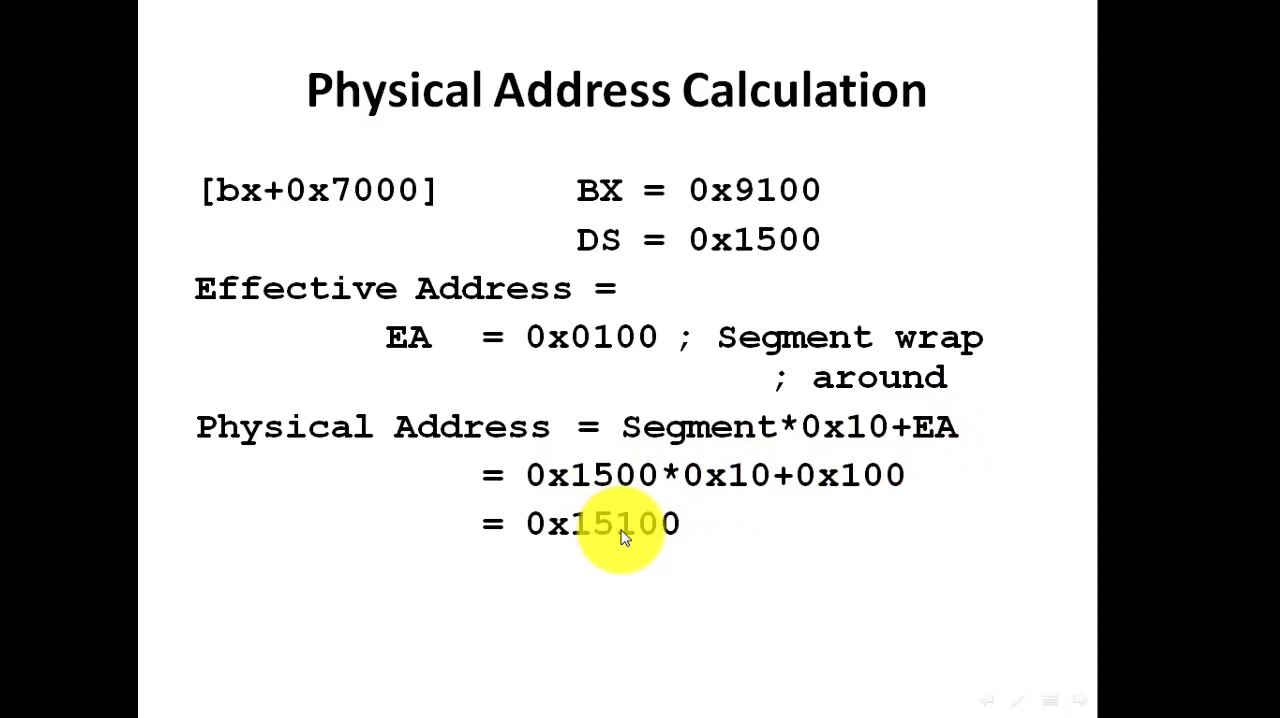 Physical Address Calculation
[bx+0x7000] BX = 0x9100
DS = 0x1500
Effective Address =
EA = 0x0100 ; Segment wrap
; around
Physical Address = Segment*0x10+EA
= 0x1500*0x10+0x100
= 0x15100